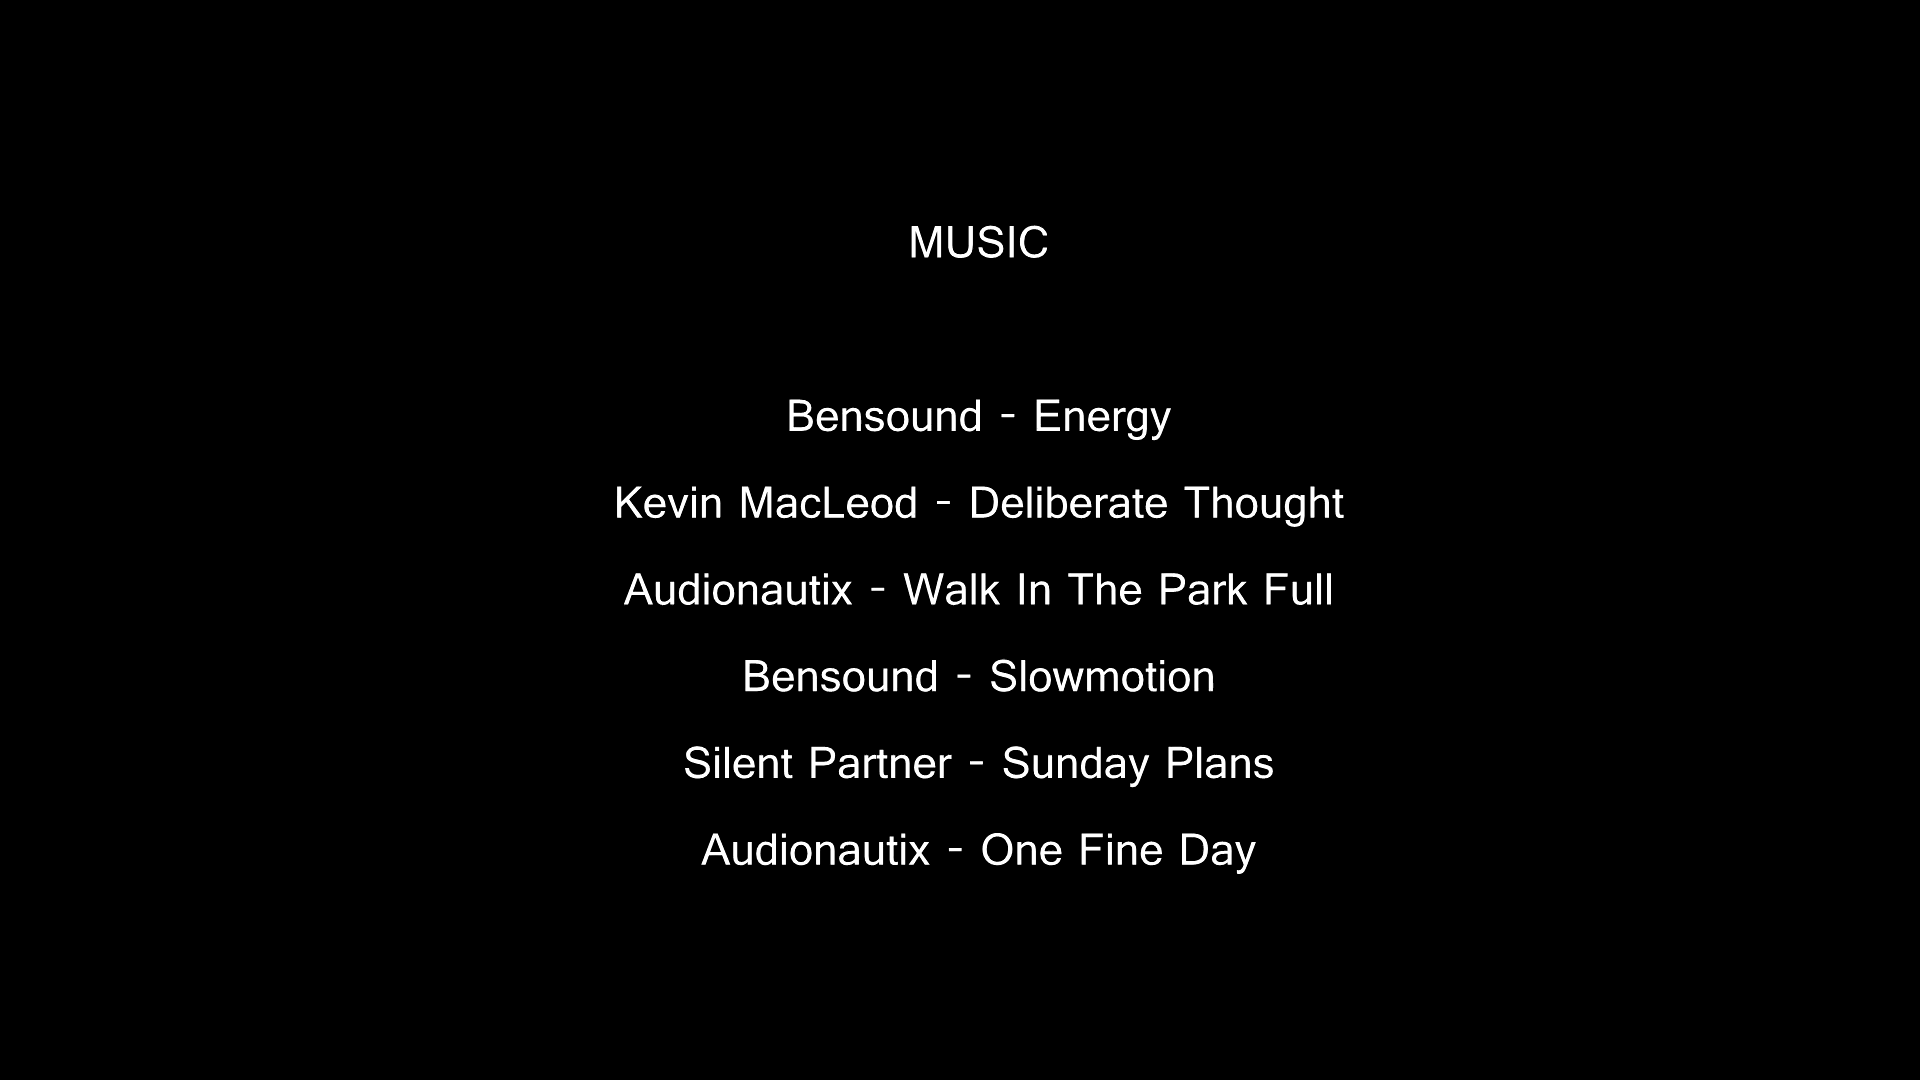 MUSIC
Bensound - Energy
Kevin MacLeod - Deliberate Thought
Audionautix - Walk In The Park Full
Bensound - Slowmotion
Silent Partner - Sunday Plans
Audionautix - One Fine Day